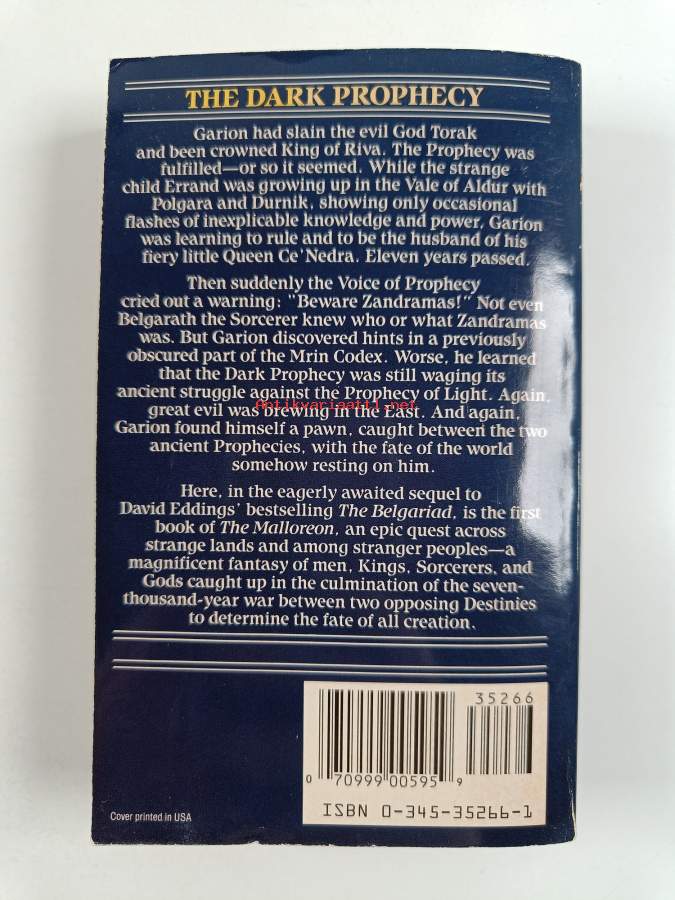 THE DARK PROPHECY
Garion had slain the evil God Torak
and been crowned King of Riva. The Prophecy was
fulfilled—or so it seemed. While the strange
child Errand was growing up in the Vale of Aldur with
Polgara and Durnik, showing only occasional
flashes of inexplicable knowledge and power, Garion
was learning to rule and to be the husband of his
fiery little Queen Ce'Nedra. Eleven years passed.
Then suddenly the Voice of Prophecy
cried out a warning: "Beware Zandramas!" Not even
Belgarath the Sorcerer knew who or what Zandramas
was. But Garion discovered hints in a previously
obscured part of the Mrin Codex. Worse, he learned
that the Dark Prophecy was still waging its
ancient struggle against the Prophecy of Light. Again,
great evil was brewing in the East. And again,
Antikvariaatti.net
Garion found himself a pawn, caught between the two
ancient Prophecies, with the fate of the world
somehow resting on him.
Here, in the eagerly awaited sequel to
David Eddings' bestselling The Belgariad, is the first
book of The Malloreon, an epic quest across
strange lands and among stranger peoples—a
magnificent fantasy of men, Kings, Sorcerers, and
Gods caught up in the culmination of the seven-
thousand-year war between two opposing Destinies
to determine the fate of all creation.
35266
0 70999 00595 9
ISBN 0-345-35266-1
Cover printed in USA